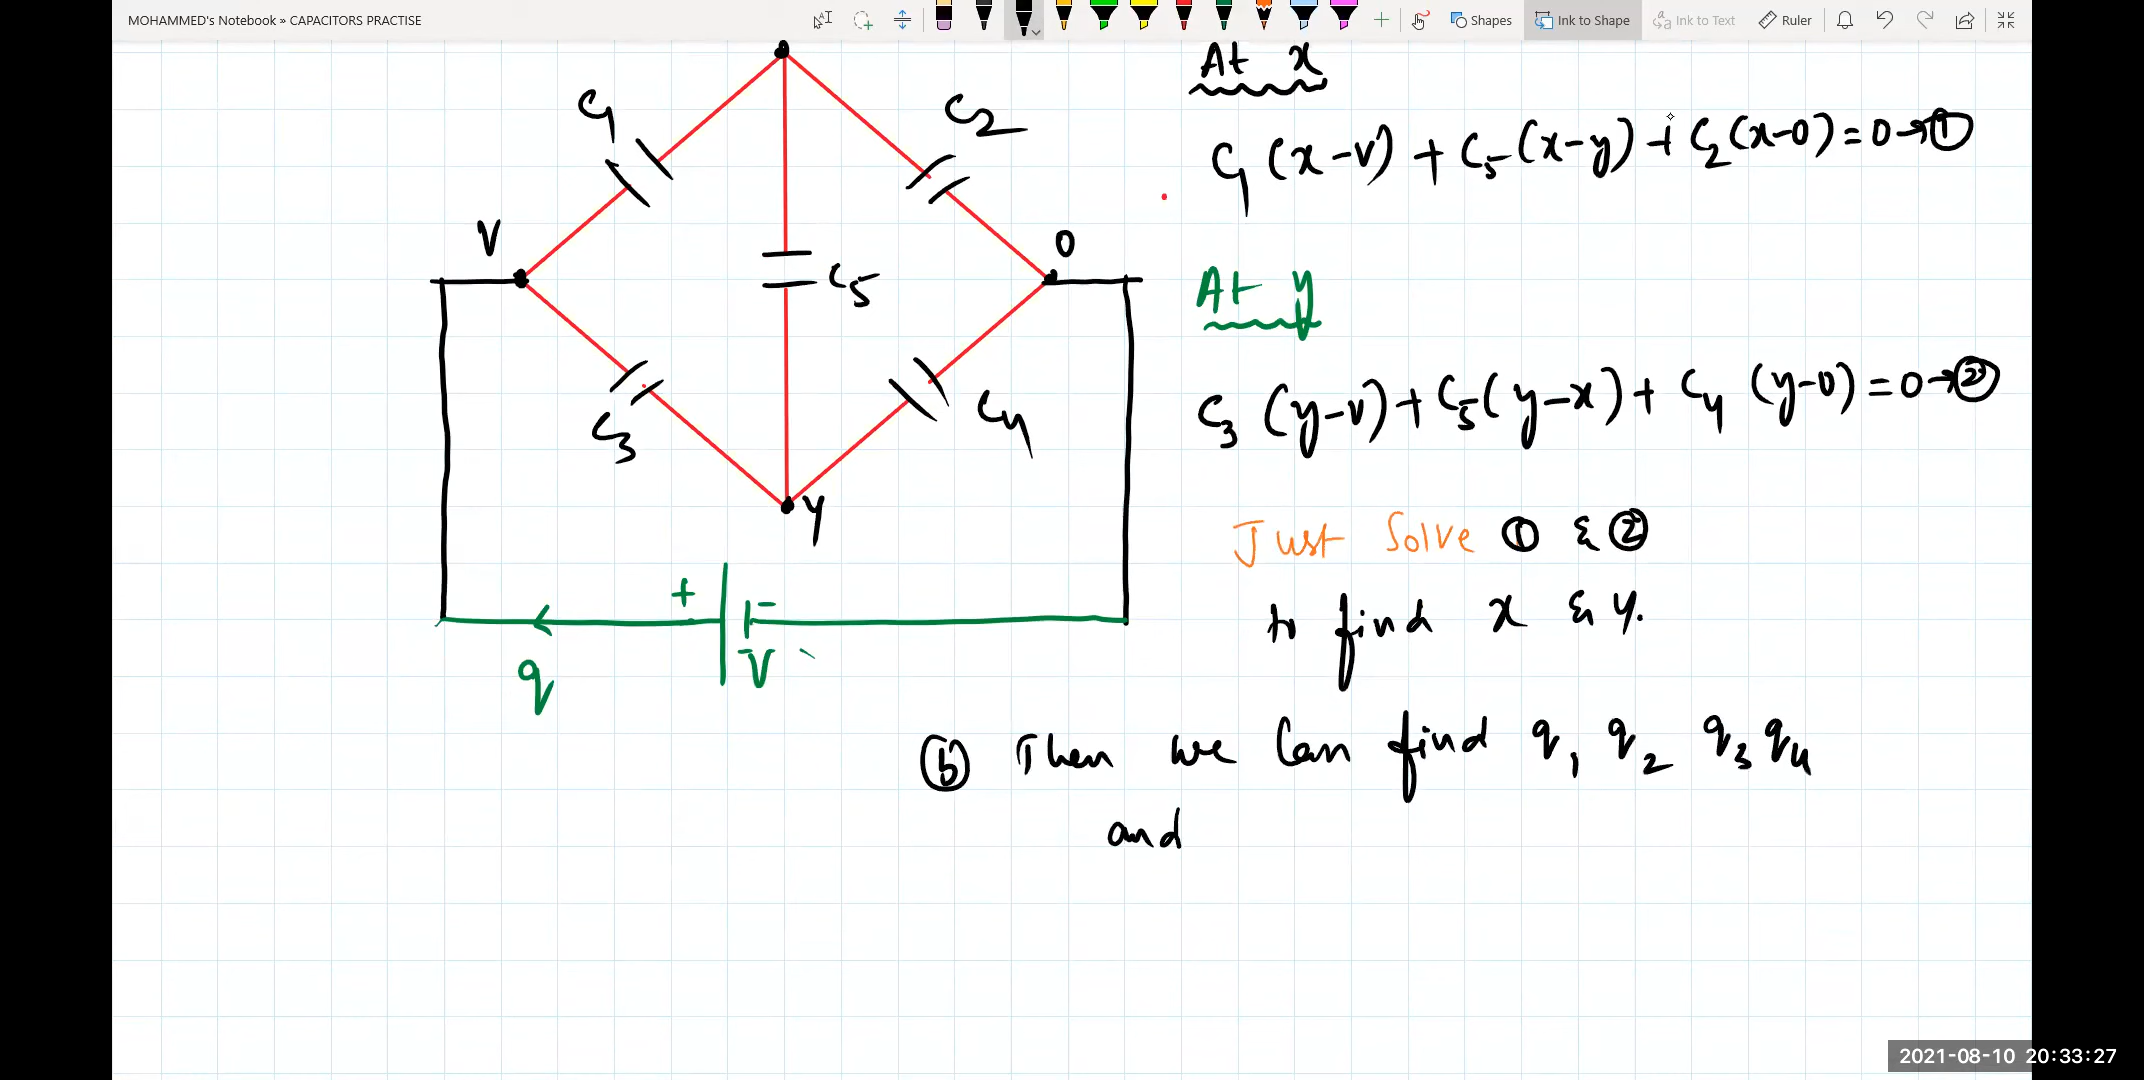 MOHAMMED's Notebook » CAPACITORS PRACTISE
Shapes
Ink to Shape
Ink to Text
Ruler
C1
C2
V
0
C5
C3
C4
Y
+
-
V
q
At x
C1 (x-V) + C5 (x-y) + C2 (x-0) = 0 → ①
At y
C3 (y-V) + C5 (y-x) + C4 (y-0) = 0 → ②
Just Solve ① & ②
to find x & y.
ⓑ Then we Can find q1 q2 q3 q4
and
2021-08-10 20:33:27